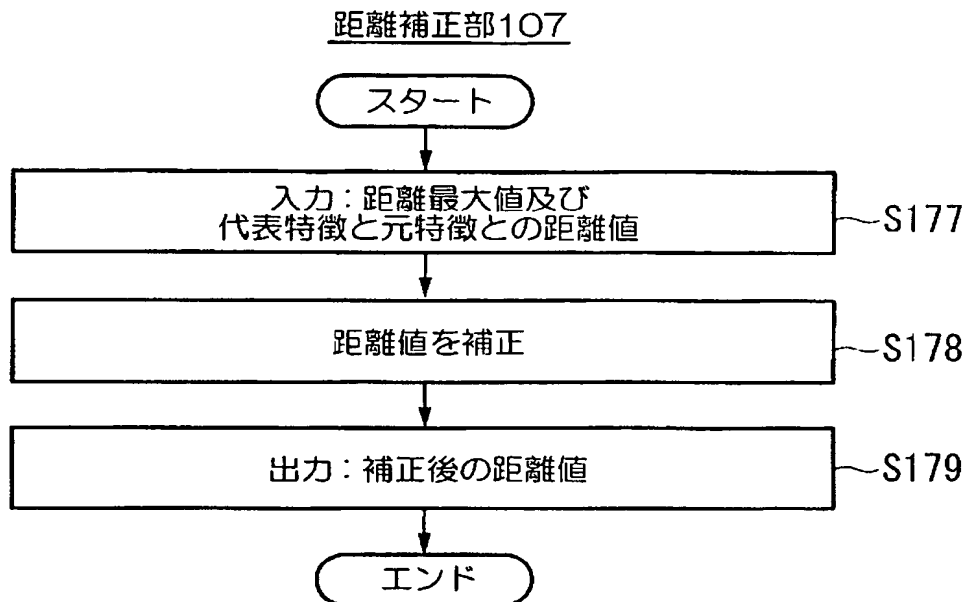 距離補正部107
スタート
入力：距離最大値及び
代表特徴と元特徴との距離値
S177
距離値を補正
S178
出力：補正後の距離値
S179
エンド